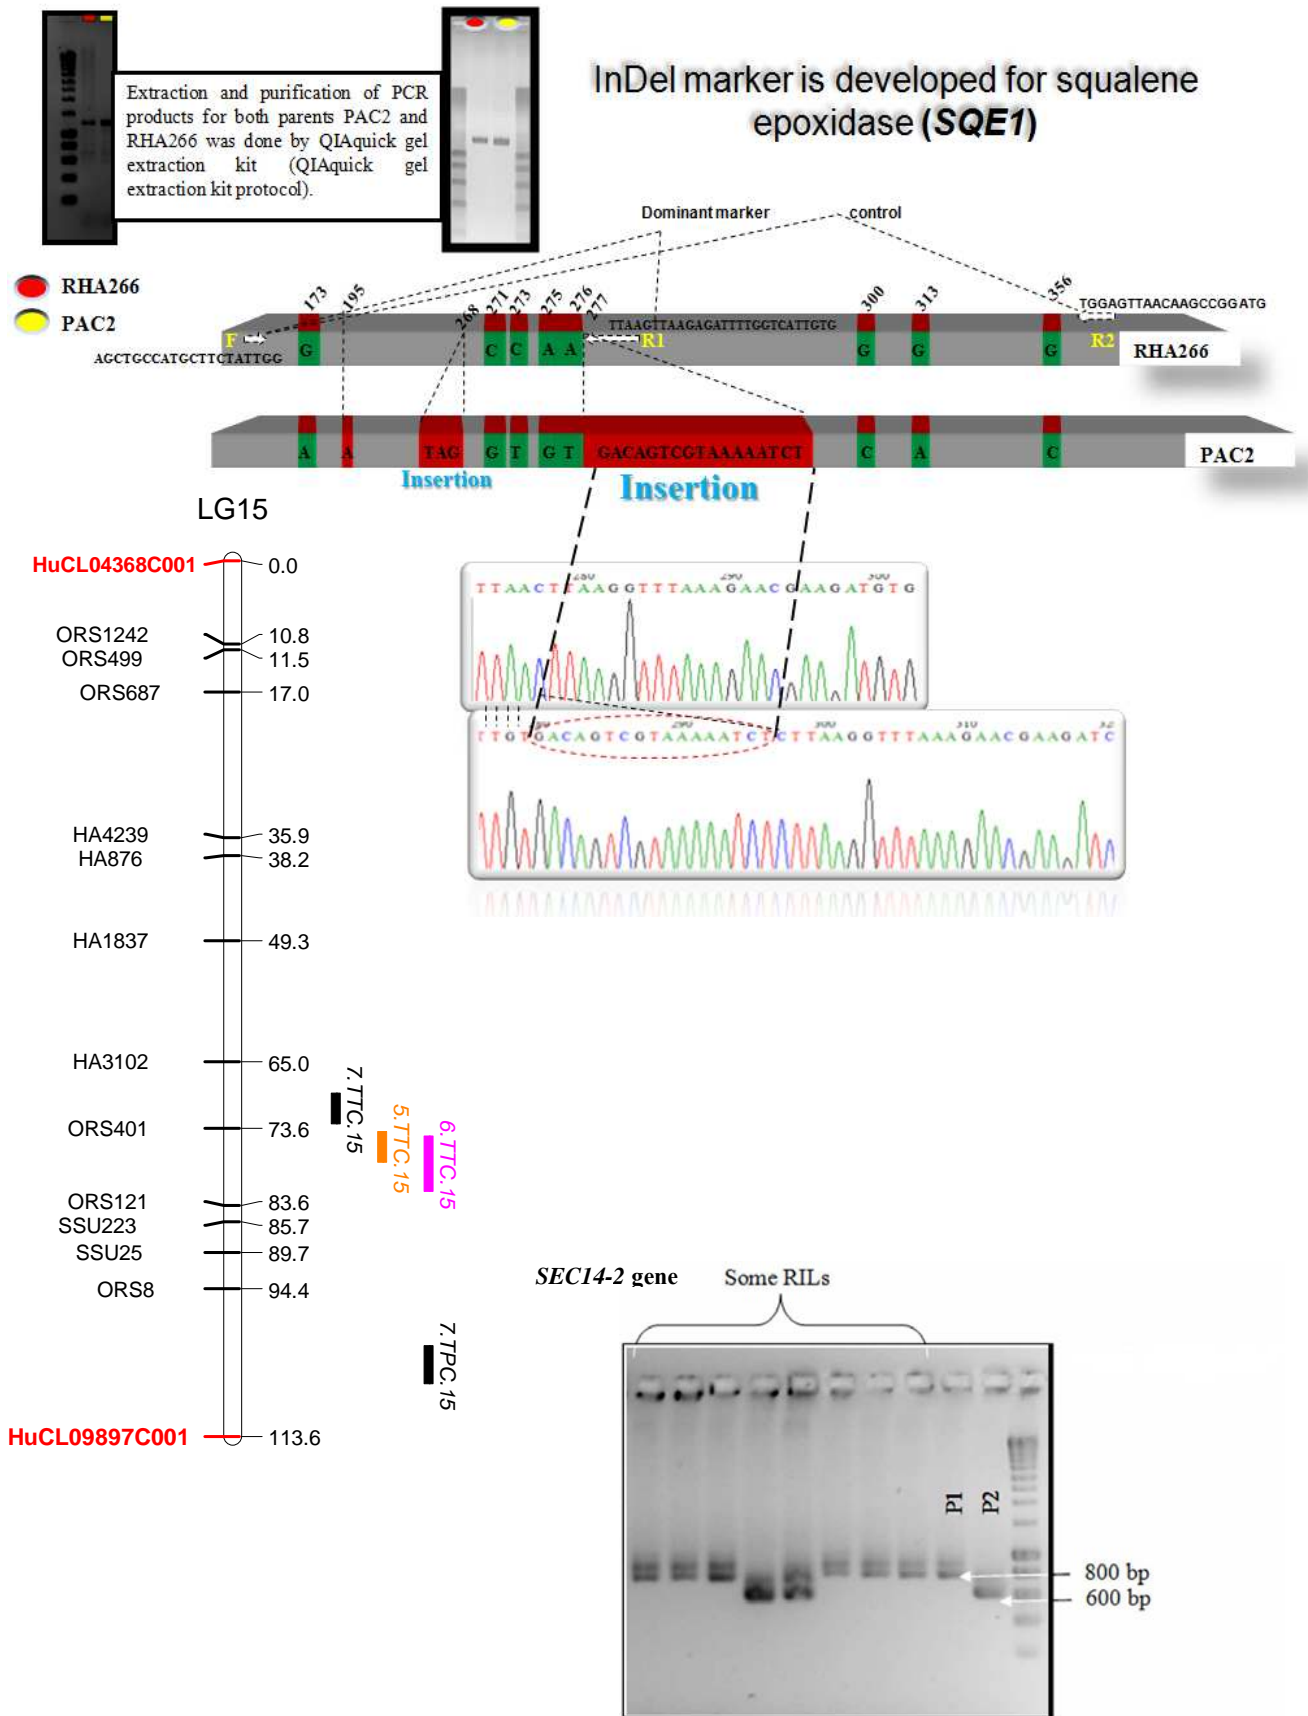 Extraction and purification of PCR
products for both parents PAC2 and
RHA266 was done by QIAquick gel
extraction kit (QIAquick gel
extraction kit protocol).
InDel marker is developed for squalene
epoxidase (SQE1)
Dominant marker control
RHA266
PAC2
173 195 268 271 273 275 276 277 300 313 356
TGGAGTTAACAAGCCGGATG
TTAAGTTAAGAGATTTTGGTCATTGTG
F R1 R2
AGCTGCCATGCTTCTATTGG
G C C A A G G G RHA266
A A TAG G T G T GACAGTCGTAAAAATCT C A C PAC2
Insertion Insertion
LG15
HuCL04368C001 0.0
ORS1242 10.8
ORS499 11.5
ORS687 17.0
HA4239 35.9
HA876 38.2
HA1837 49.3
HA3102 65.0
ORS401 73.6
ORS121 83.6
SSU223 85.7
SSU25 89.7
ORS8 94.4
HuCL09897C001 113.6
7.TTC.15
5.TTC.15
6.TTC.15
7.TPC.15
280 290 300
TTAACTTAAGGTTTAAAGAACGAAGATGTG
290 300 310
TTGTGACAGTCGTAAAAATCTCTTAAGGTTTAAAGAACGAAGATC
SEC14-2 gene Some RILs
P1 P2
800 bp
600 bp